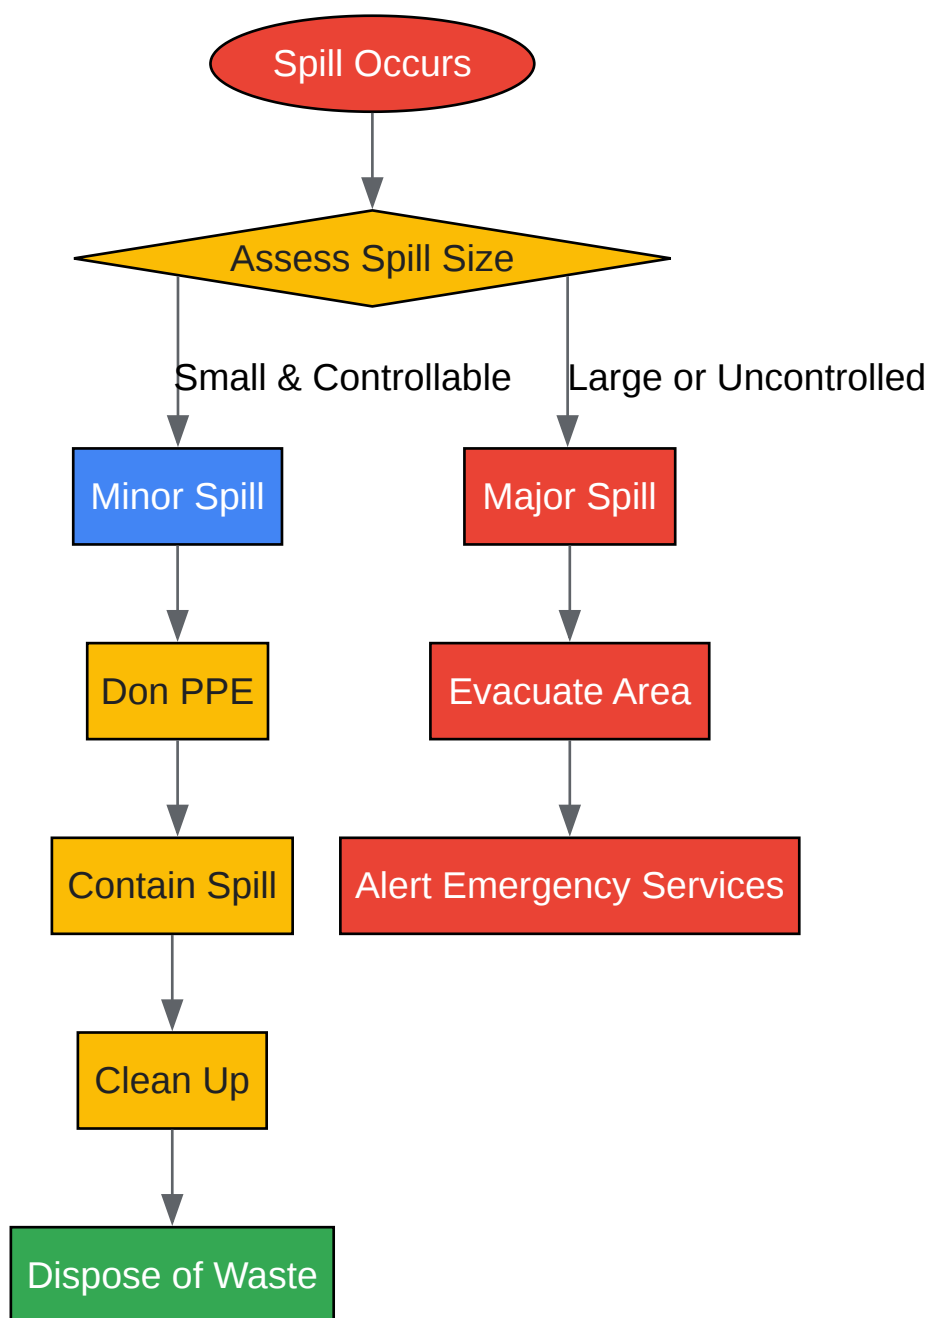 Spill Occurs
Assess Spill Size
Small & Controllable
Large or Uncontrolled
Minor Spill
Major Spill
Don PPE
Evacuate Area
Contain Spill
Alert Emergency Services
Clean Up
Dispose of Waste